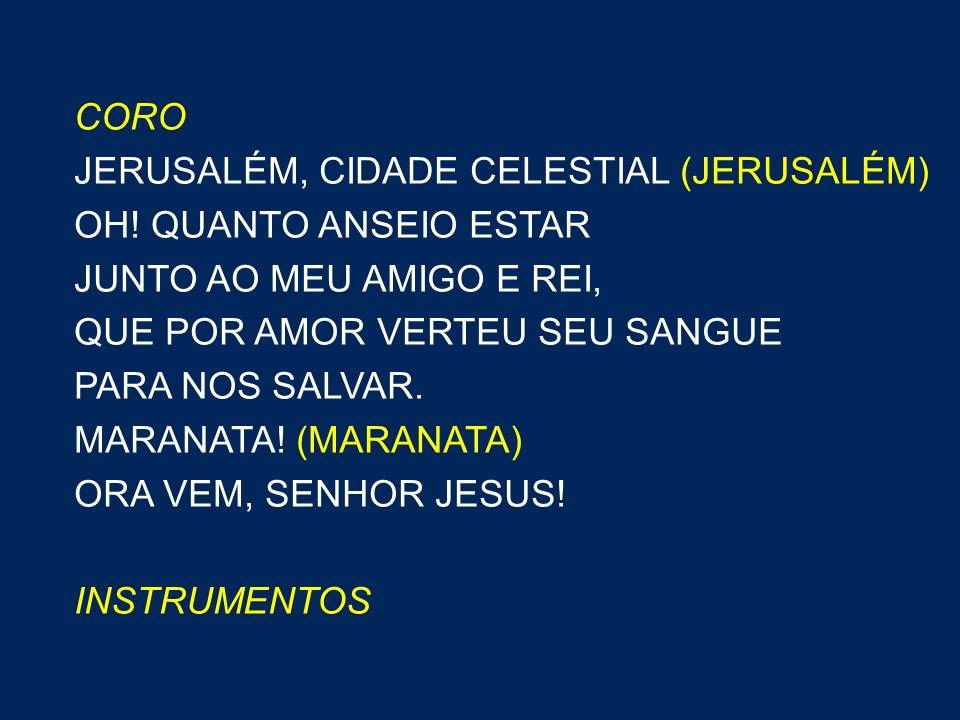 CORO
JERUSALÉM, CIDADE CELESTIAL (JERUSALÉM)
OH! QUANTO ANSEIO ESTAR
JUNTO AO MEU AMIGO E REI,
QUE POR AMOR VERTEU SEU SANGUE
PARA NOS SALVAR.
MARANATA! (MARANATA)
ORA VEM, SENHOR JESUS!
INSTRUMENTOS